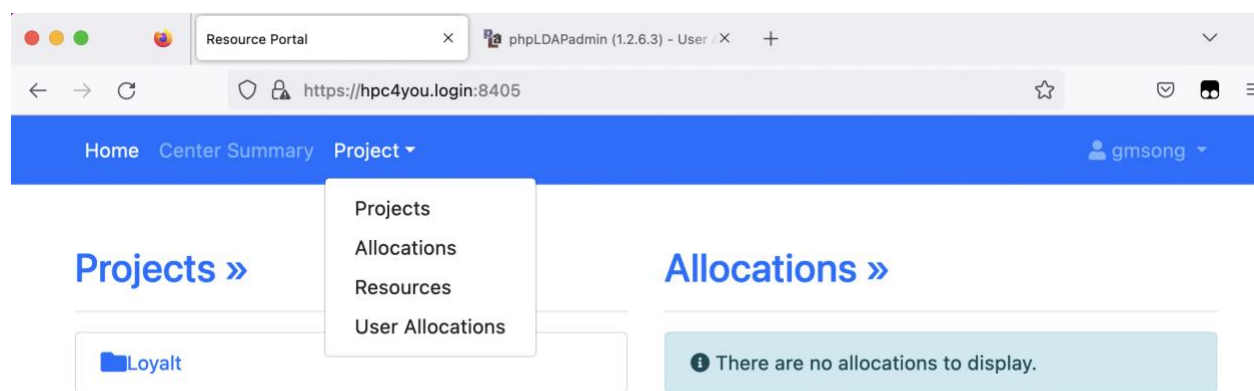 Resource Portal
phpLDAPadmin (1.2.6.3) - User
https://hpc4you.login:8405
Home Center Summary Project gmsong
Projects
Allocations
Resources
User Allocations
Projects »
Allocations »
Loyalt
There are no allocations to display.